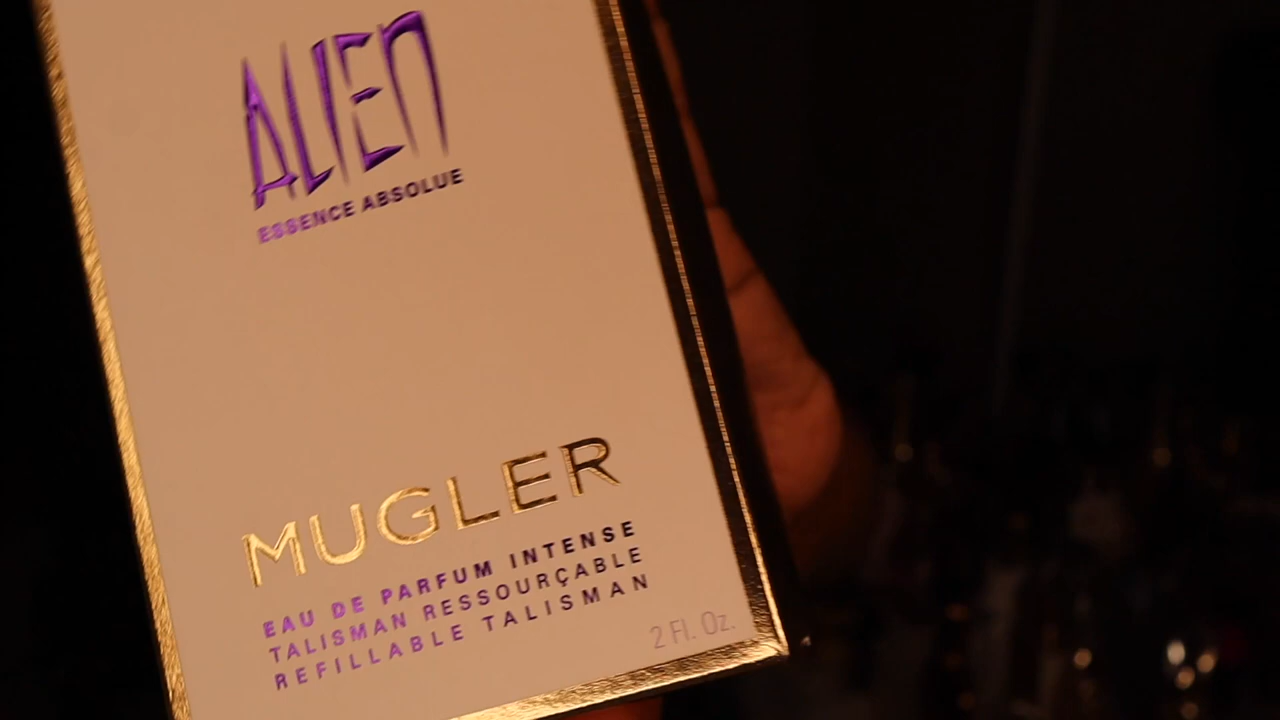 ALIEN
ESSENCE ABSOLUE
MUGLER
EAU DE PARFUM INTENSE
TALISMAN RESSOURÇABLE
REFILLABLE TALISMAN
2 Fl. Oz.